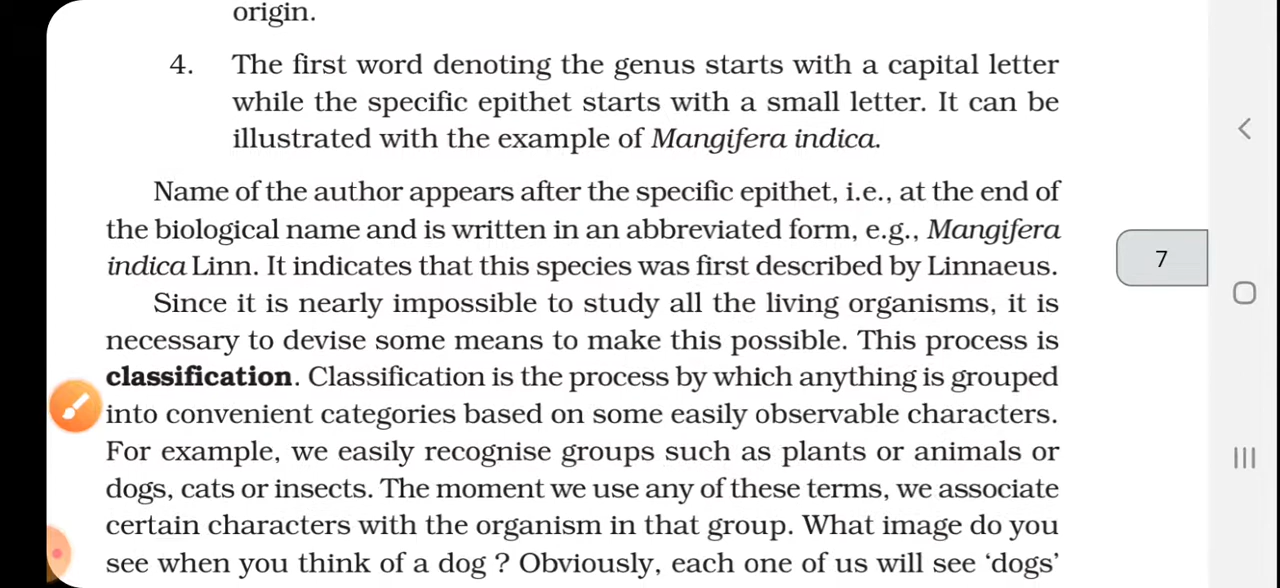 origin.
4. The first word denoting the genus starts with a capital letter
while the specific epithet starts with a small letter. It can be
illustrated with the example of Mangifera indica.
Name of the author appears after the specific epithet, i.e., at the end of
the biological name and is written in an abbreviated form, e.g., Mangifera
indica Linn. It indicates that this species was first described by Linnaeus.
7
Since it is nearly impossible to study all the living organisms, it is
necessary to devise some means to make this possible. This process is
classification. Classification is the process by which anything is grouped
into convenient categories based on some easily observable characters.
For example, we easily recognise groups such as plants or animals or
dogs, cats or insects. The moment we use any of these terms, we associate
certain characters with the organism in that group. What image do you
see when you think of a dog ? Obviously, each one of us will see ‘dogs’